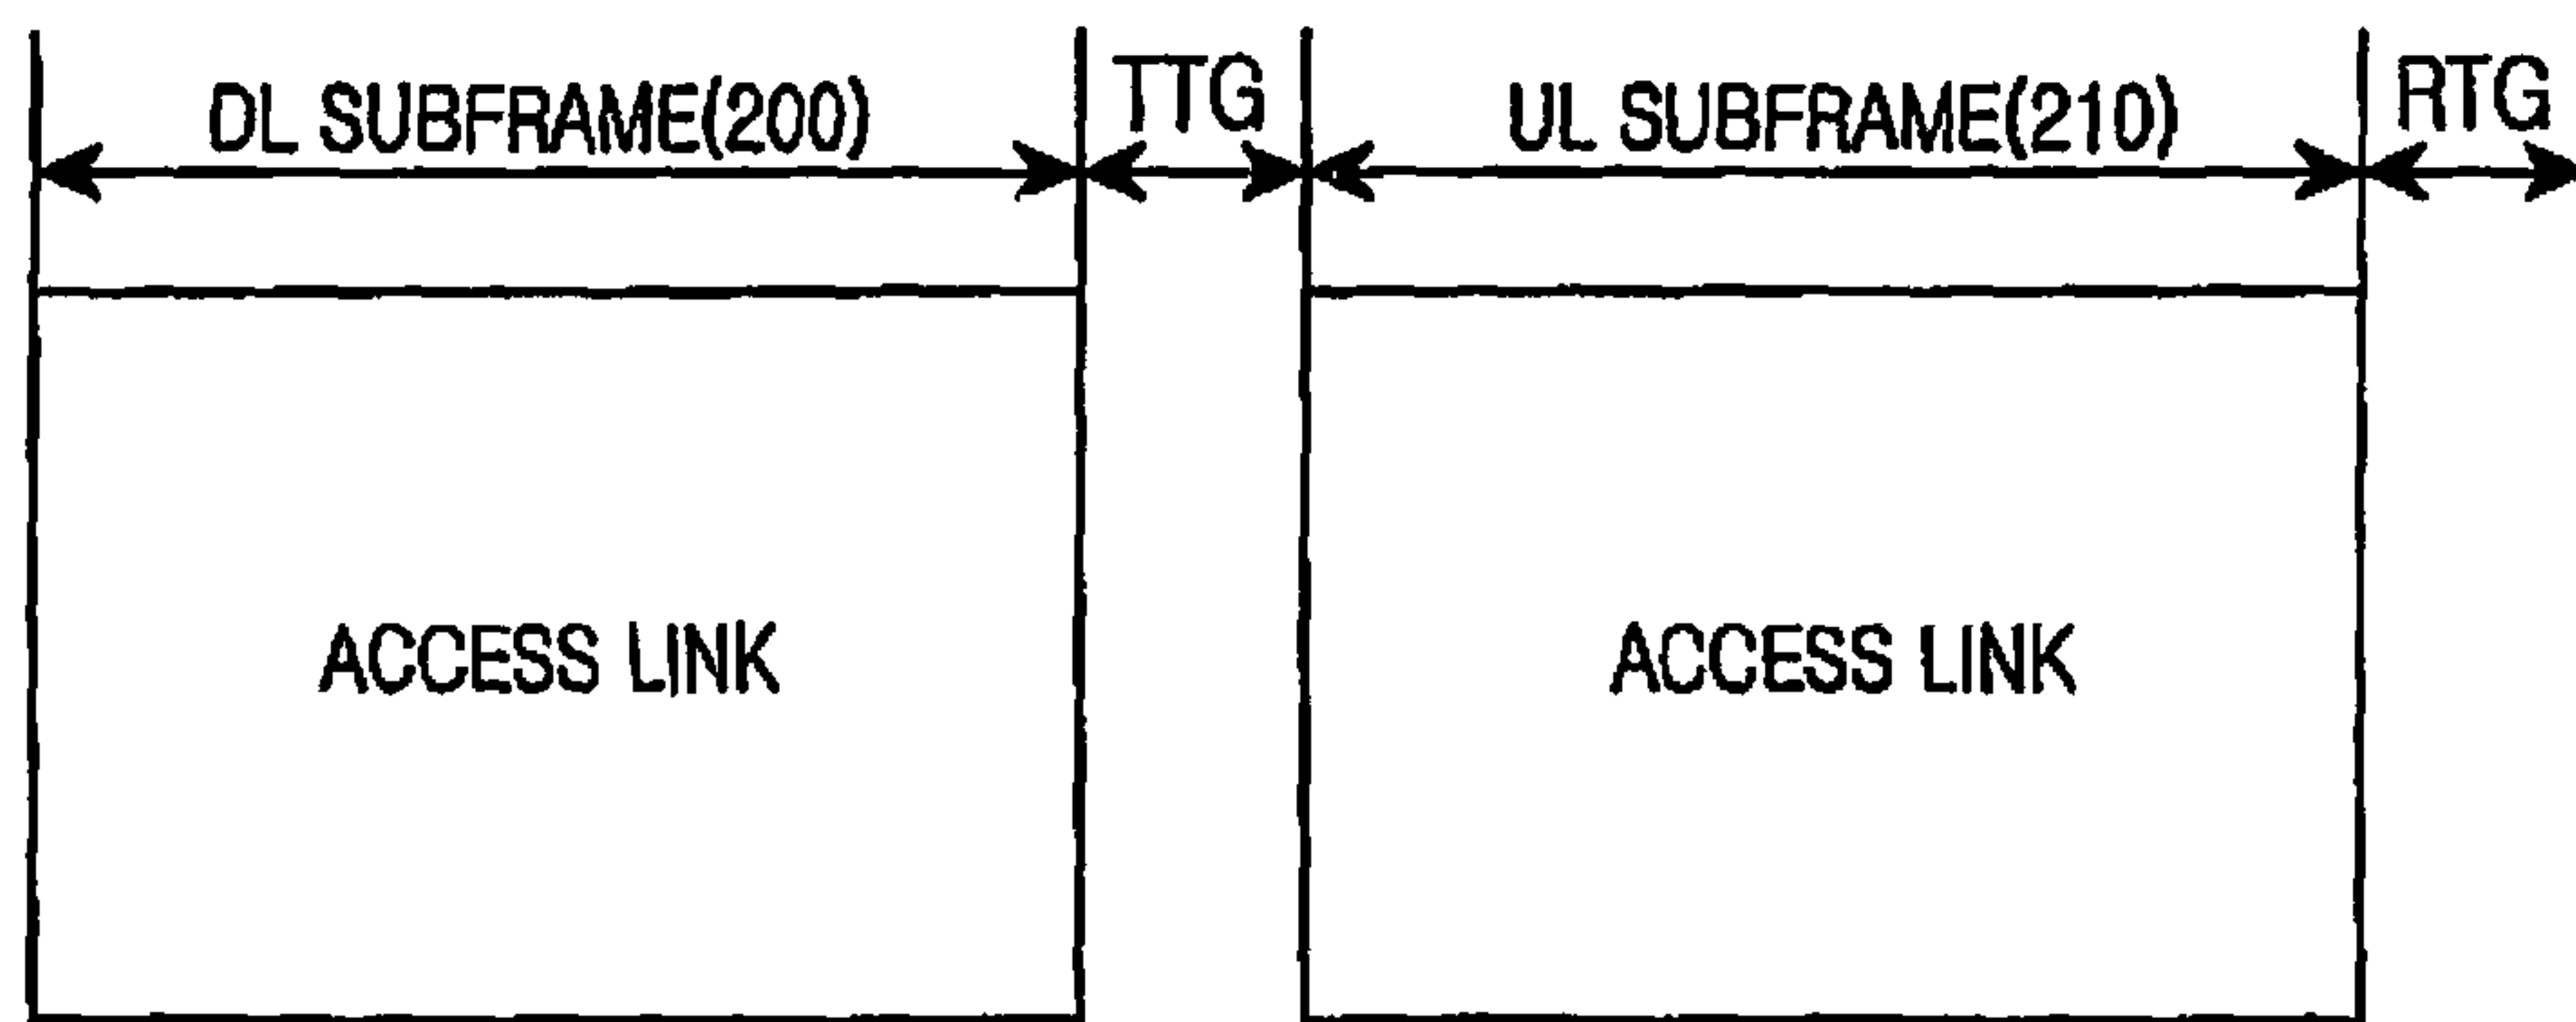 DL SUBFRAME(200)
TTG
UL SUBFRAME(210)
RTG
ACCESS LINK
ACCESS LINK